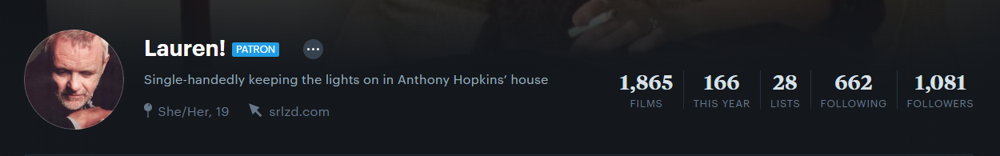 Lauren! PATRON
Single-handedly keeping the lights on in Anthony Hopkins’ house
She/Her, 19 srlzd.com
1,865 166 28 662 1,081
FILMS THIS YEAR LISTS FOLLOWING FOLLOWERS